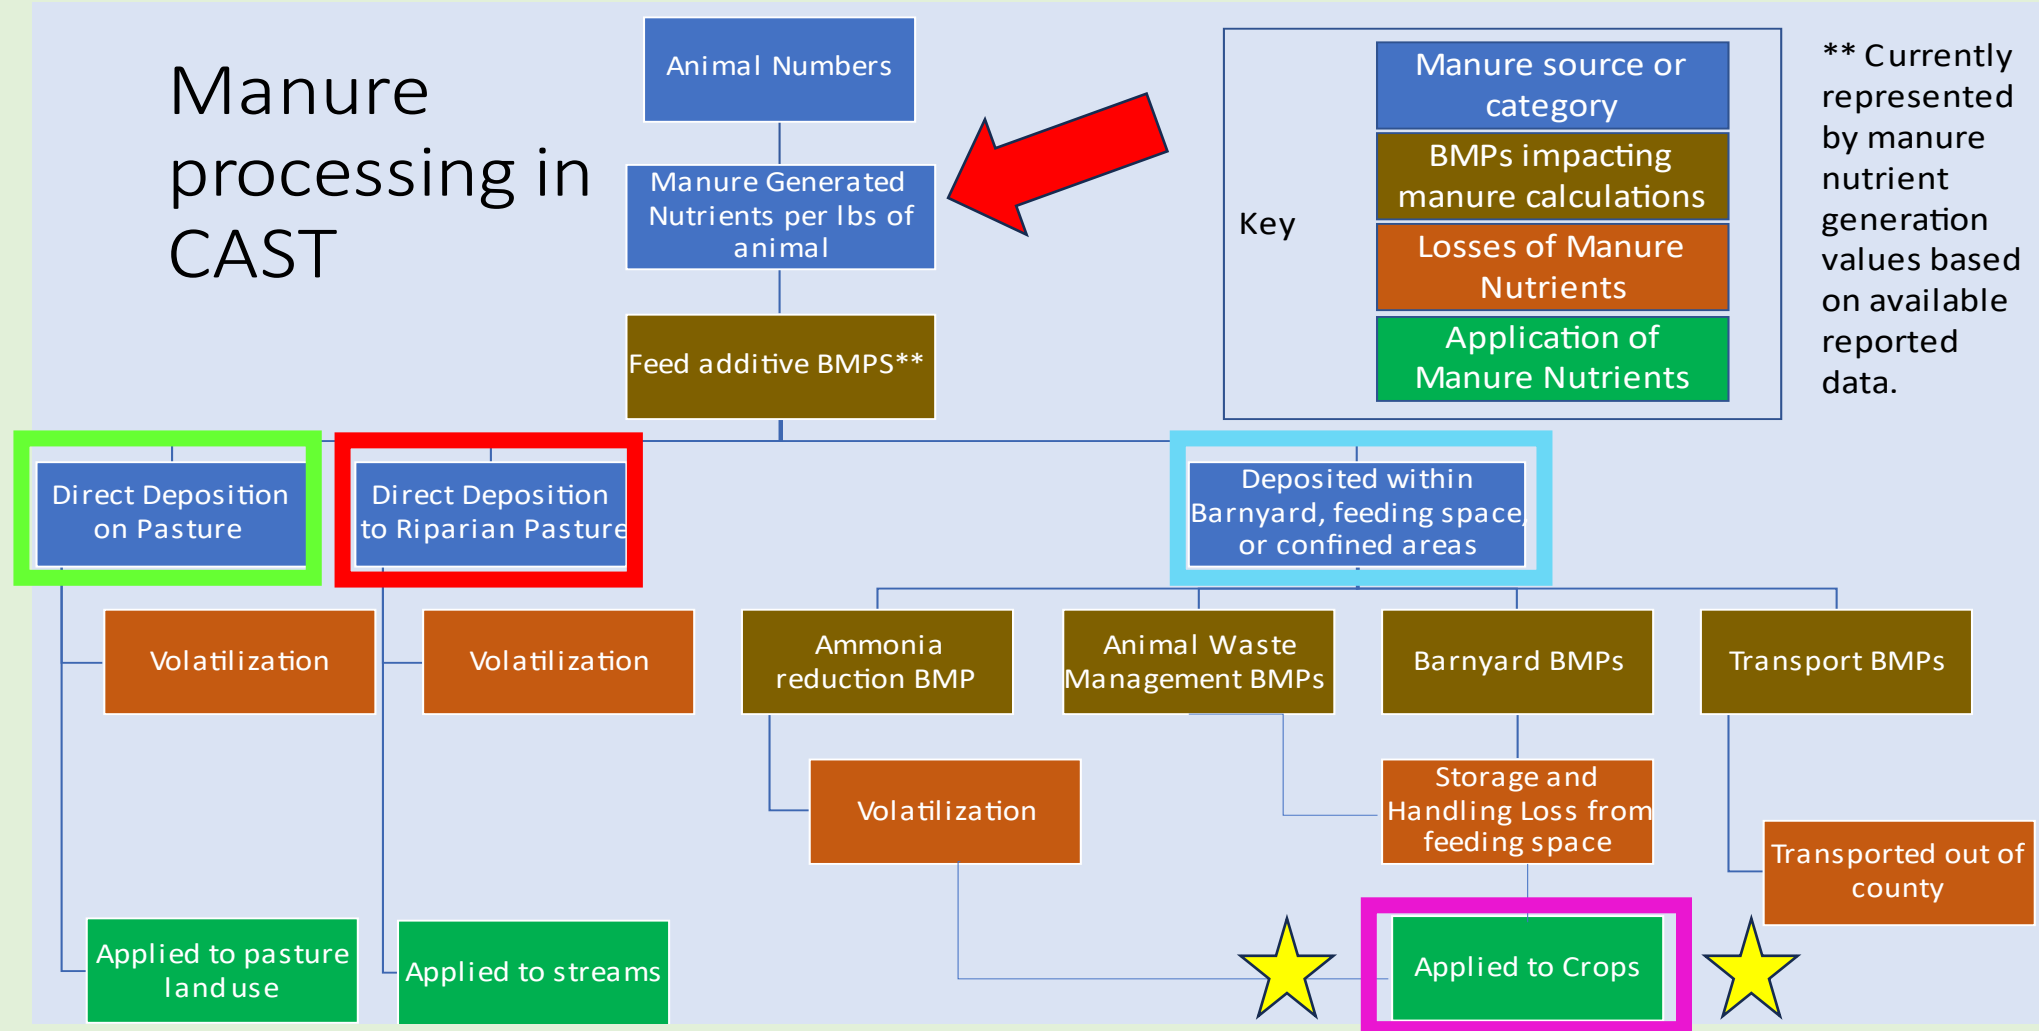 Manure
processing in
CAST
Animal Numbers
Manure Generated
Nutrients per lbs of
animal
Feed additive BMPS**
Key
Manure source or
category
BMPs impacting
manure calculations
Losses of Manure
Nutrients
Application of
Manure Nutrients
** Currently
represented
by manure
nutrient
generation
values based
on available
reported
data.
Direct Deposition
on Pasture
Direct Deposition
to Riparian Pasture
Deposited within
Barnyard, feeding space,
or confined areas
Volatilization
Volatilization
Ammonia
reduction BMP
Animal Waste
Management BMPs
Barnyard BMPs
Transport BMPs
Volatilization
Storage and
Handling Loss from
feeding space
Transported out of
county
Applied to pasture
land use
Applied to streams
Applied to Crops